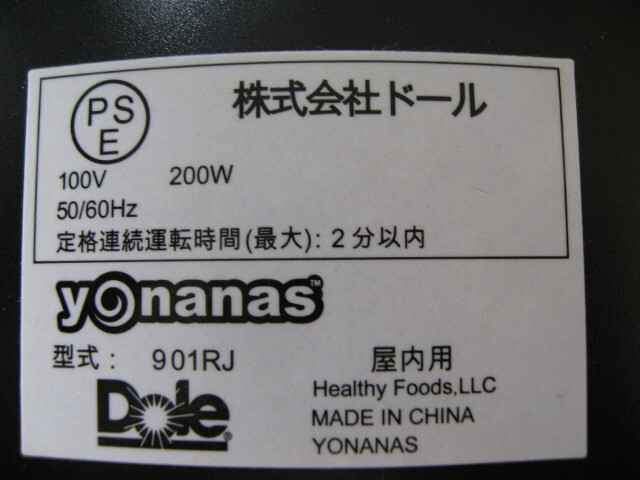 PS
E
株式会社ドール
100V 200W
50/60Hz
定格連続運転時間(最大): 2分以内
yonanas™
型式: 901RJ 屋内用
Dole®
Healthy Foods,LLC
MADE IN CHINA
YONANAS